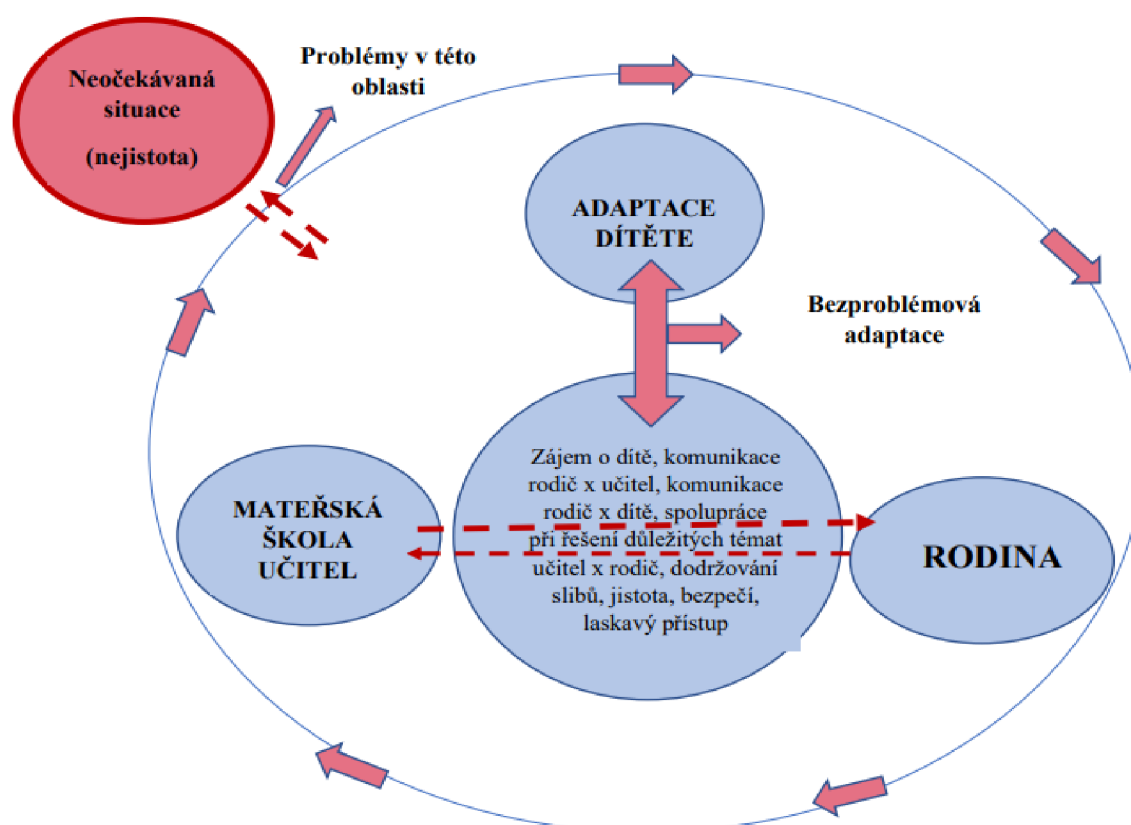 Neočekávaná
situace
(nejistota)
Problémy v této
oblasti
ADAPTACE
DÍTĚTE
Bezproblémová
adaptace
Zájem o dítě, komunikace
rodič x učitel, komunikace
rodič x dítě, spolupráce
při řešení důležitých témat
učitel x rodič, dodržování
slibů, jistota, bezpečí,
laskavý přístup
MATEŘSKÁ
ŠKOLA
UČITEL
RODINA